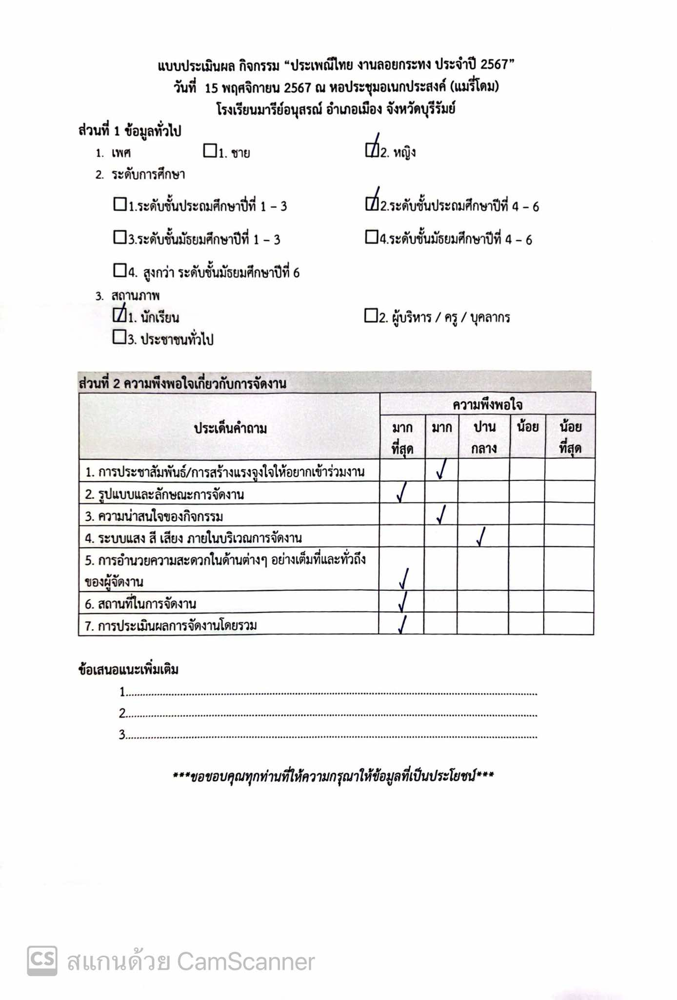 แบบประเมินผล กิจกรรม “ประเพณีไทย งานลอยกระทง ประจำปี 2567”
วันที่ 15 พฤศจิกายน 2567 ณ หอประชุมอเนกประสงค์ (แมรี่โดม)
โรงเรียนมารีย์อนุสรณ์ อำเภอเมือง จังหวัดบุรีรัมย์
ส่วนที่ 1 ข้อมูลทั่วไป
1. เพศ ☐1. ชาย ☑2. หญิง
2. ระดับการศึกษา
☐1.ระดับชั้นประถมศึกษาปีที่ 1 – 3 ☑2.ระดับชั้นประถมศึกษาปีที่ 4 – 6
☐3.ระดับชั้นมัธยมศึกษาปีที่ 1 – 3 ☐4.ระดับชั้นมัธยมศึกษาปีที่ 4 – 6
☐4. สูงกว่า ระดับชั้นมัธยมศึกษาปีที่ 6
3. สถานภาพ
☑1. นักเรียน ☐2. ผู้บริหาร / ครู / บุคลากร
☐3. ประชาชนทั่วไป
ส่วนที่ 2 ความพึงพอใจเกี่ยวกับการจัดงาน
ความพึงพอใจ
ประเด็นคำถาม มาก มาก ปาน น้อย น้อย
ที่สุด กลาง ที่สุด
1. การประชาสัมพันธ์/การสร้างแรงจูงใจให้อยากเข้าร่วมงาน ✓
2. รูปแบบและลักษณะการจัดงาน ✓
3. ความน่าสนใจของกิจกรรม ✓
4. ระบบแสง สี เสียง ภายในบริเวณการจัดงาน ✓
5. การอำนวยความสะดวกในด้านต่างๆ อย่างเต็มที่และทั่วถึง
ของผู้จัดงาน ✓
6. สถานที่ในการจัดงาน ✓
7. การประเมินผลการจัดงานโดยรวม ✓
ข้อเสนอแนะเพิ่มเติม
1..........
2..........
3..........
***ขอขอบคุณทุกท่านที่ให้ความกรุณาให้ข้อมูลที่เป็นประโยชน์***
CS สแกนด้วย CamScanner